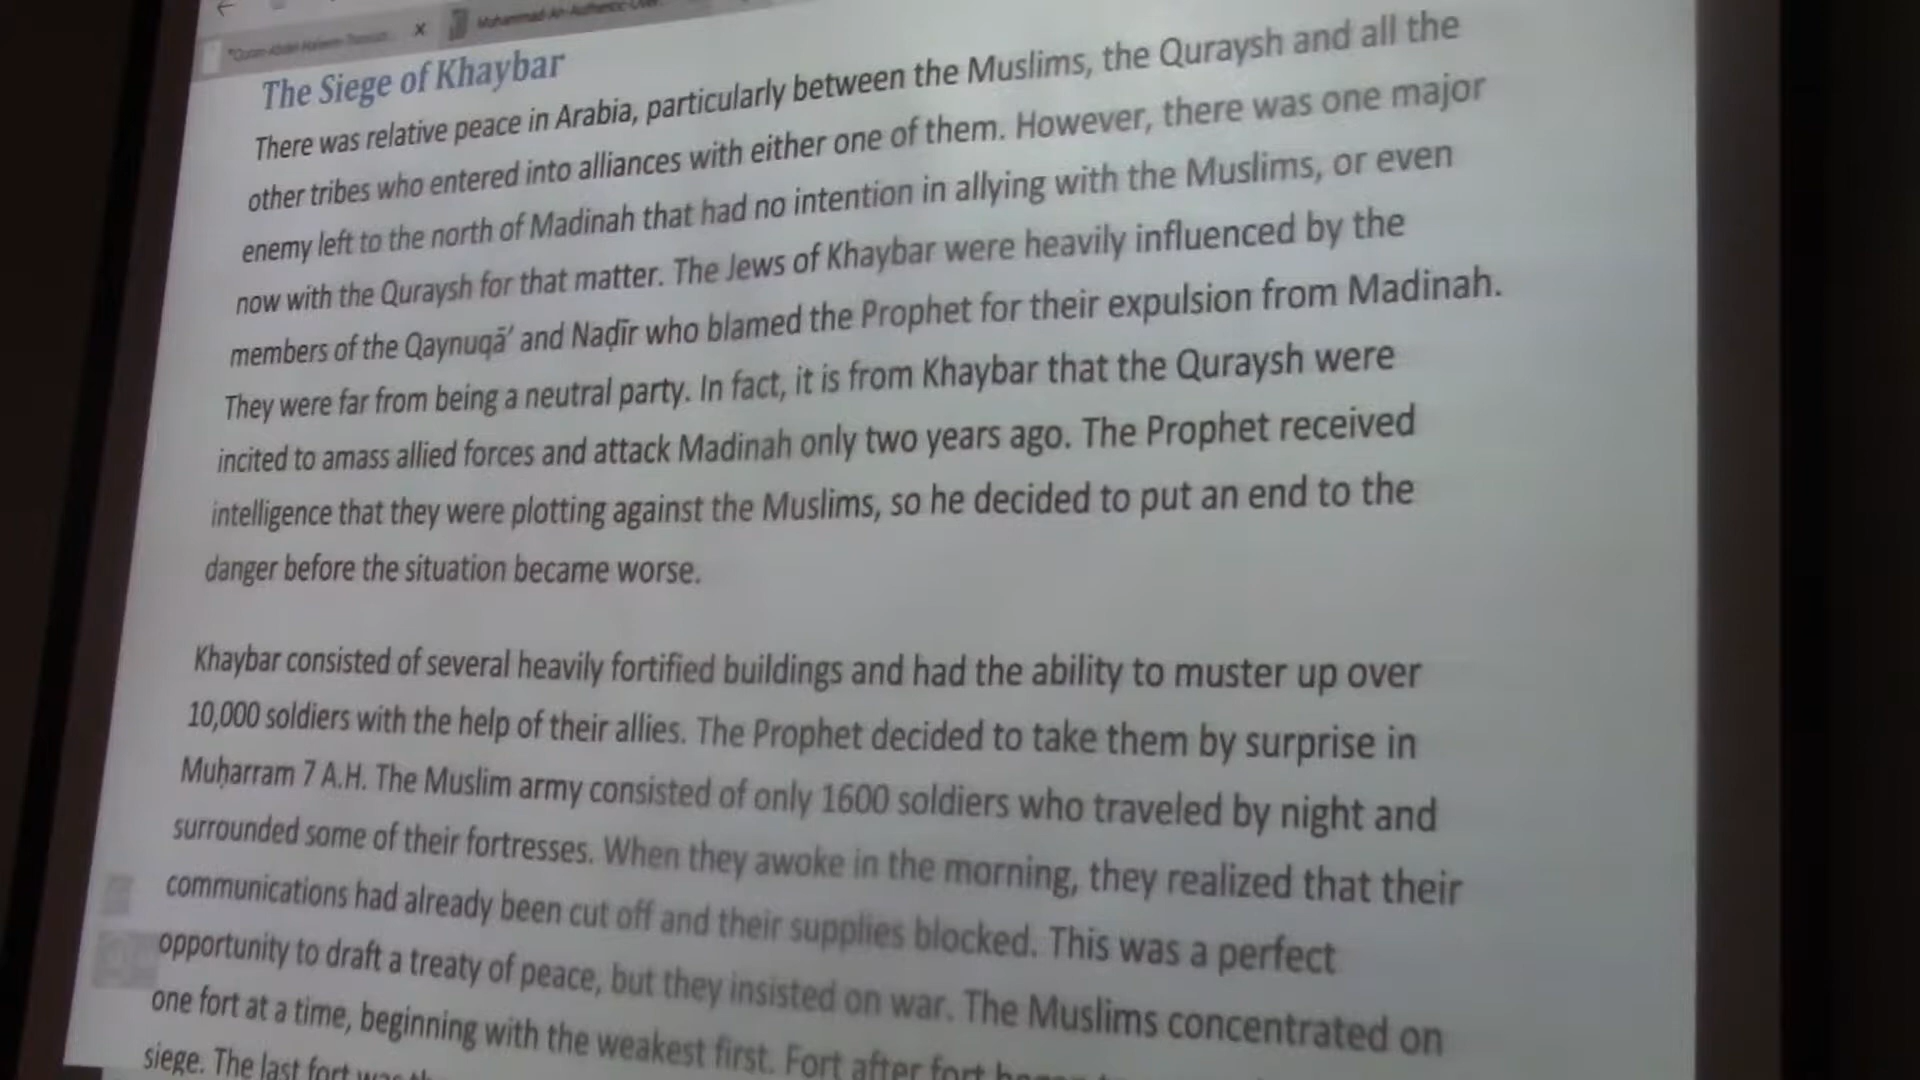 Muhammad-An-Authentic-Over
The Siege of Khaybar
There was relative peace in Arabia, particularly between the Muslims, the Quraysh and all the
other tribes who entered into alliances with either one of them. However, there was one major
enemy left to the north of Madinah that had no intention in allying with the Muslims, or even
now with the Quraysh for that matter. The Jews of Khaybar were heavily influenced by the
members of the Qaynuqā’ and Naḍīr who blamed the Prophet for their expulsion from Madinah.
They were far from being a neutral party. In fact, it is from Khaybar that the Quraysh were
incited to amass allied forces and attack Madinah only two years ago. The Prophet received
intelligence that they were plotting against the Muslims, so he decided to put an end to the
danger before the situation became worse.
Khaybar consisted of several heavily fortified buildings and had the ability to muster up over
10,000 soldiers with the help of their allies. The Prophet decided to take them by surprise in
Muḥarram 7 A.H. The Muslim army consisted of only 1600 soldiers who traveled by night and
surrounded some of their fortresses. When they awoke in the morning, they realized that their
communications had already been cut off and their supplies blocked. This was a perfect
opportunity to draft a treaty of peace, but they insisted on war. The Muslims concentrated on
one fort at a time, beginning with the weakest first. Fort after fort
siege. The last fort was